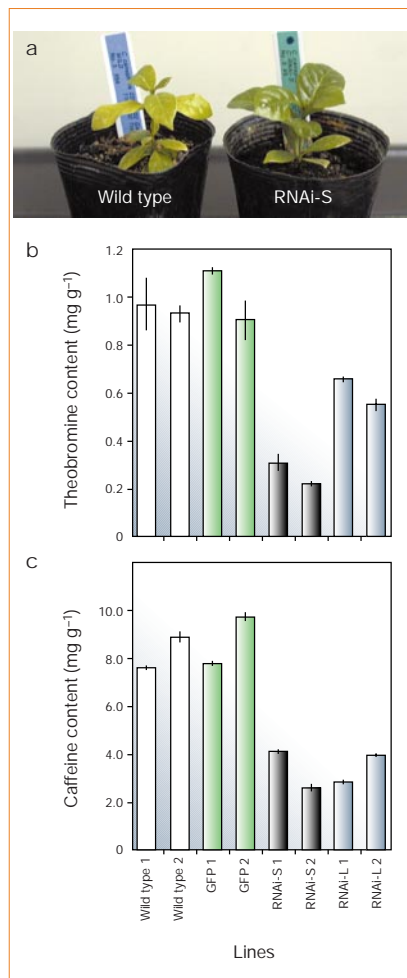 a
Wild type
RNAi-S
b
Theobromine content (mg g⁻¹)
1.2
1.0
0.8
0.6
0.4
0.2
0
c
Caffeine content (mg g⁻¹)
10.0
8.0
6.0
4.0
2.0
0
Wild type 1
Wild type 2
GFP 1
GFP 2
RNAi-S 1
RNAi-S 2
RNAi-L 1
RNAi-L 2
Lines